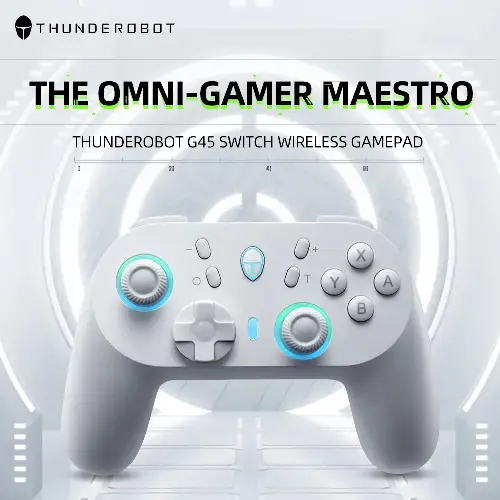 THUNDEROBOT
THE OMNI-GAMER MAESTRO
THUNDEROBOT G45 SWITCH WIRELESS GAMEPAD
− +
T
X
Y A
B